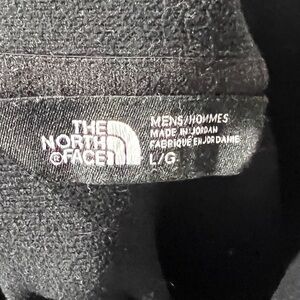 THE
NORTH
FACE
MENS/HOMMES
MADE IN JORDAN
FABRIQUÉ EN JORDANIE
L/G